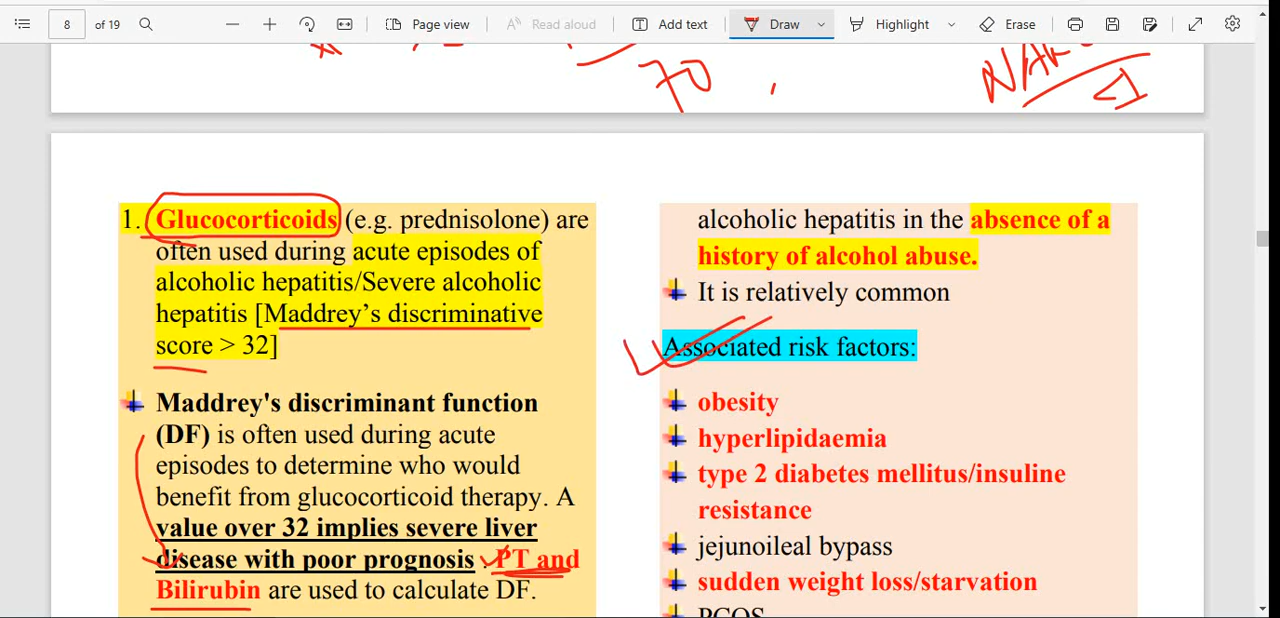 8 of 19
Page view
Read aloud
Add text
Draw
Highlight
Erase
70
1. Glucocorticoids (e.g. prednisolone) are
often used during acute episodes of
alcoholic hepatitis/Severe alcoholic
hepatitis [Maddrey’s discriminative
score > 32]
Maddrey's discriminant function
(DF) is often used during acute
episodes to determine who would
benefit from glucocorticoid therapy. A
value over 32 implies severe liver
disease with poor prognosis . PT and
Bilirubin are used to calculate DF.
alcoholic hepatitis in the absence of a
history of alcohol abuse.
It is relatively common
Associated risk factors:
obesity
hyperlipidaemia
type 2 diabetes mellitus/insuline
resistance
jejunoileal bypass
sudden weight loss/starvation
PCOS